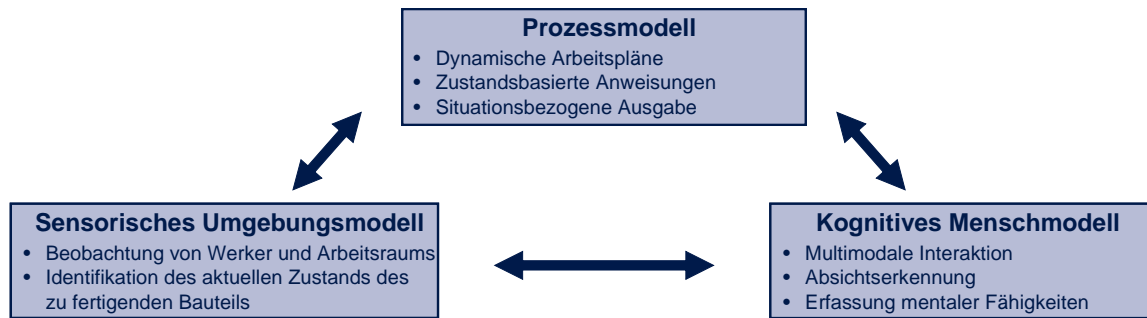 Prozessmodell
• Dynamische Arbeitspläne
• Zustandsbasierte Anweisungen
• Situationsbezogene Ausgabe
Sensorisches Umgebungsmodell
• Beobachtung von Werker und Arbeitsraums
• Identifikation des aktuellen Zustands des
zu fertigenden Bauteils
Kognitives Menschmodell
• Multimodale Interaktion
• Absichtserkennung
• Erfassung mentaler Fähigkeiten